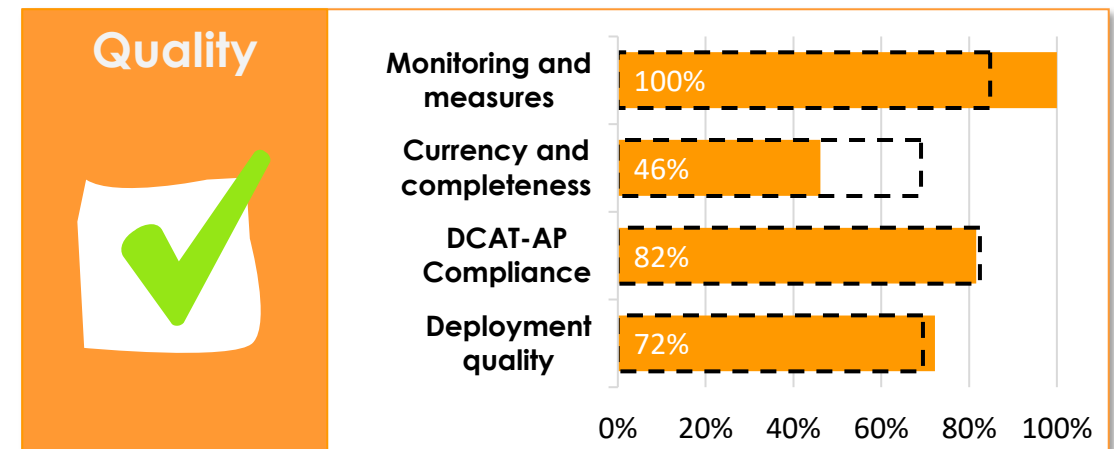 Quality
Monitoring and
measures
100%
Currency and
completeness
46%
DCAT-AP
Compliance
82%
Deployment
quality
72%
0% 20% 40% 60% 80% 100%